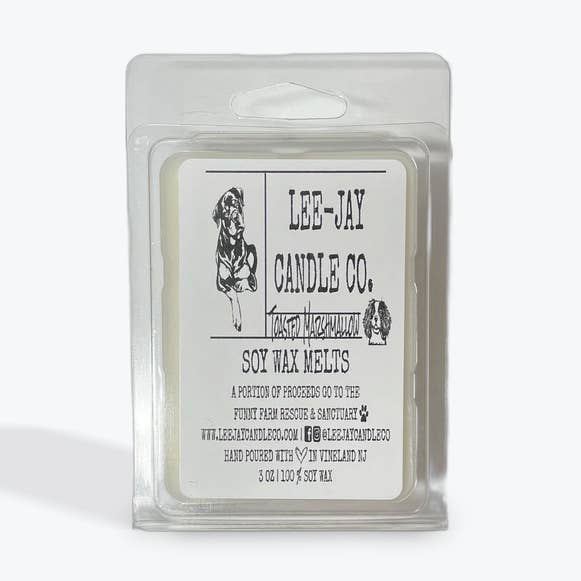 LEE-JAY
CANDLE CO.
TOASTED MARSHMALLOW
SOY WAX MELTS
A PORTION OF PROCEEDS GO TO THE
FUNNY FARM RESCUE & SANCTUARY
WWW.LEEJAYCANDLECO.COM | @LEEJAYCANDLECO
HAND POURED WITH ♡ IN VINELAND NJ
3 OZ | 100 % SOY WAX